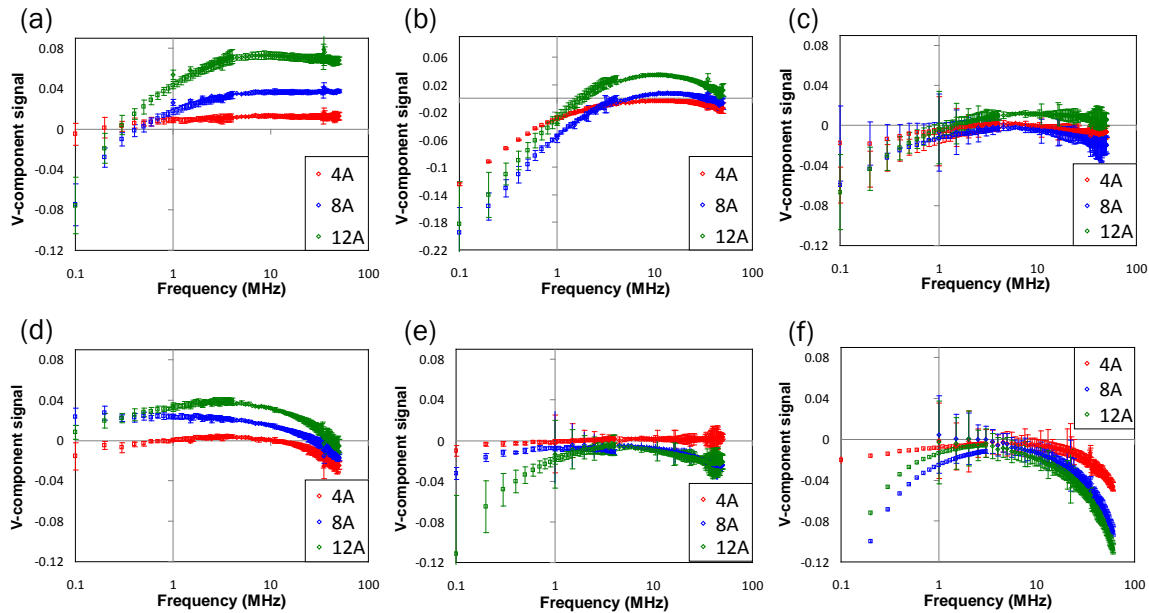 (a)
V-component signal
0.08
0.04
0
-0.04
-0.08
-0.12
0.1
1
10
100
Frequency (MHz)
4A
8A
12A
(b)
V-component signal
0.06
0.02
-0.02
-0.06
-0.1
-0.14
-0.18
-0.22
0.1
1
10
100
Frequency (MHz)
4A
8A
12A
(c)
V-component signal
0.08
0.04
0
-0.04
-0.08
-0.12
0.1
1
10
100
Frequency (MHz)
4A
8A
12A
(d)
V-component signal
0.08
0.04
0
-0.04
-0.08
-0.12
0.1
1
10
100
Frequency (MHz)
4A
8A
12A
(e)
V-component signal
0.08
0.04
0
-0.04
-0.08
-0.12
0.1
1
10
100
Frequency (MHz)
4A
8A
12A
(f)
V-component signal
0.08
0.04
0
-0.04
-0.08
-0.12
0.1
1
10
100
Frequency (MHz)
4A
8A
12A